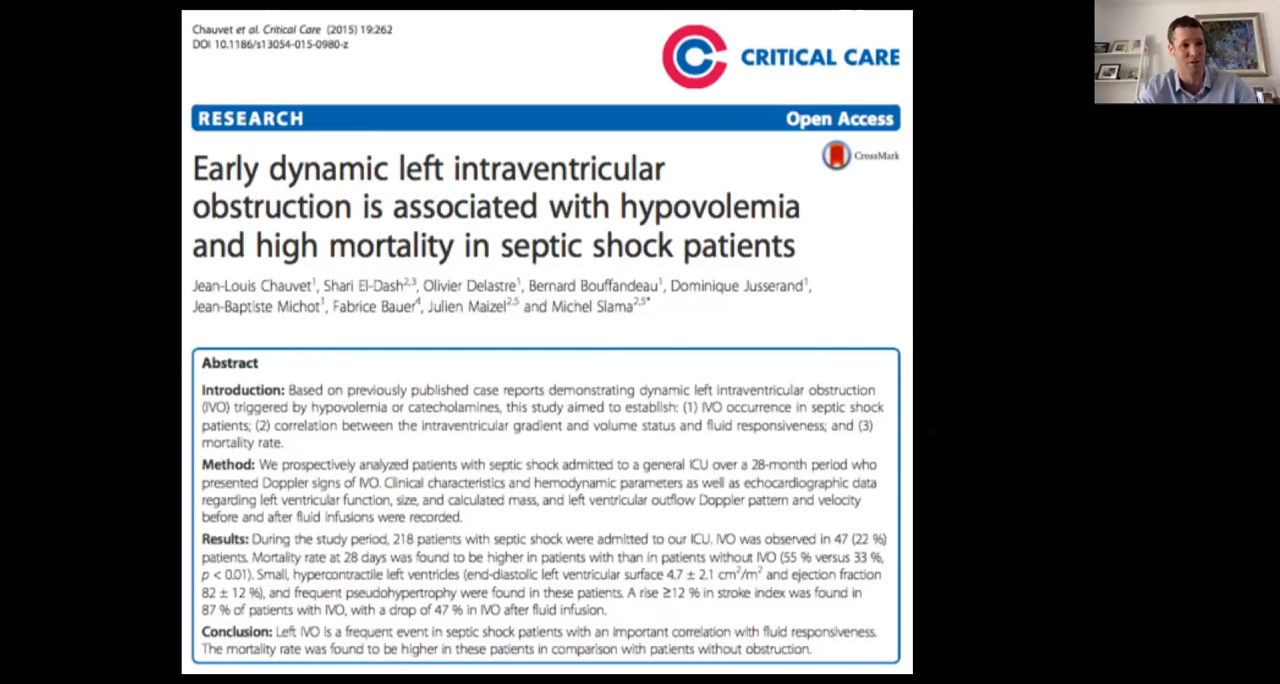 Chauvet et al. Critical Care (2015) 19:262
DOI 10.1186/s13054-015-0980-z
CRITICAL CARE
RESEARCH
Open Access
CrossMark
Early dynamic left intraventricular
obstruction is associated with hypovolemia
and high mortality in septic shock patients
Jean-Louis Chauvet1, Shari El-Dash2,3, Olivier Delastre1, Bernard Bouffandeau1, Dominique Jusserand1,
Jean-Baptiste Michot1, Fabrice Bauer4, Julien Maizel2,5 and Michel Slama2,5*
Abstract
Introduction: Based on previously published case reports demonstrating dynamic left intraventricular obstruction
(IVO) triggered by hypovolemia or catecholamines, this study aimed to establish: (1) IVO occurrence in septic shock
patients; (2) correlation between the intraventricular gradient and volume status and fluid responsiveness; and (3)
mortality rate.
Method: We prospectively analyzed patients with septic shock admitted to a general ICU over a 28-month period who
presented Doppler signs of IVO. Clinical characteristics and hemodynamic parameters as well as echocardiographic data
regarding left ventricular function, size, and calculated mass, and left ventricular outflow Doppler pattern and velocity
before and after fluid infusions were recorded.
Results: During the study period, 218 patients with septic shock were admitted to our ICU. IVO was observed in 47 (22 %)
patients. Mortality rate at 28 days was found to be higher in patients with than in patients without IVO (55 % versus 33 %,
p < 0.01). Small, hypercontractile left ventricles (end-diastolic left ventricular surface 4.7 ± 2.1 cm2/m2 and ejection fraction
82 ± 12 %), and frequent pseudohypertrophy were found in these patients. A rise ≥12 % in stroke index was found in
87 % of patients with IVO, with a drop of 47 % in IVO after fluid infusion.
Conclusion: Left IVO is a frequent event in septic shock patients with an important correlation with fluid responsiveness.
The mortality rate was found to be higher in these patients in comparison with patients without obstruction.